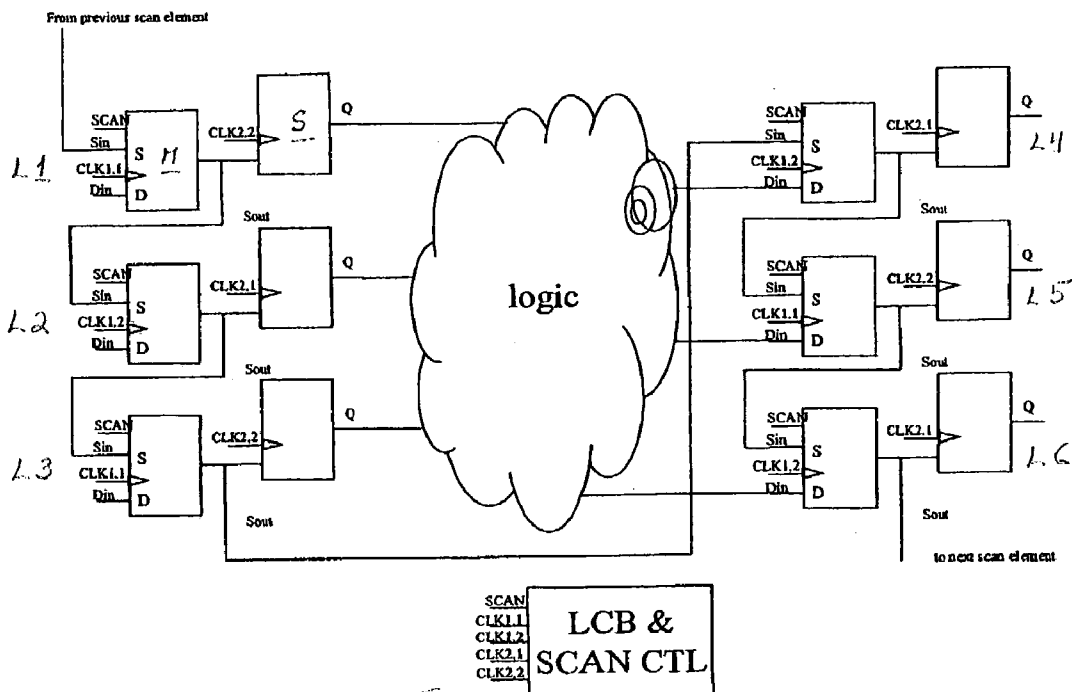 From previous scan element
L1
SCAN
Sin
CLK1,1
Din
S
D
M
CLK2,2
S
Q
Sout
L2
SCAN
Sin
CLK1,2
Din
S
D
CLK2,1
Q
Sout
L3
SCAN
Sin
CLK1,1
Din
S
D
CLK2,2
Q
Sout
logic
SCAN
Sin
CLK1,2
Din
S
D
CLK2,1
Q
L4
Sout
SCAN
Sin
CLK1,1
Din
S
D
CLK2,2
Q
L5
Sout
SCAN
Sin
CLK1,2
Din
S
D
CLK2,1
Q
L6
Sout
to next scan element
SCAN
CLK1,1
CLK1,2
CLK2,1
CLK2,2
LCB &
SCAN CTL